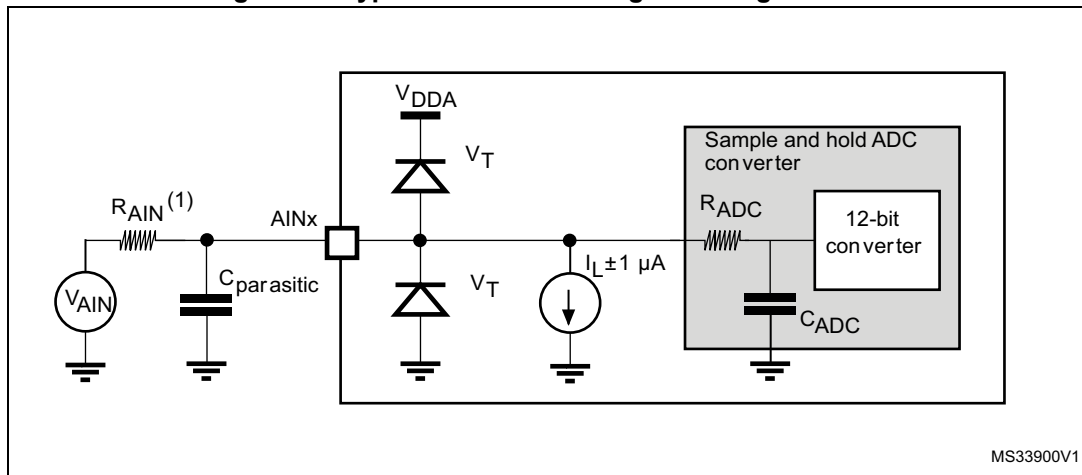 V_DDA
V_T
Sample and hold ADC
converter
R_AIN^(1)
AINx
R_ADC
12-bit
converter
V_AIN
C_parasitic
V_T
I_L±1 µA
C_ADC
MS33900V1